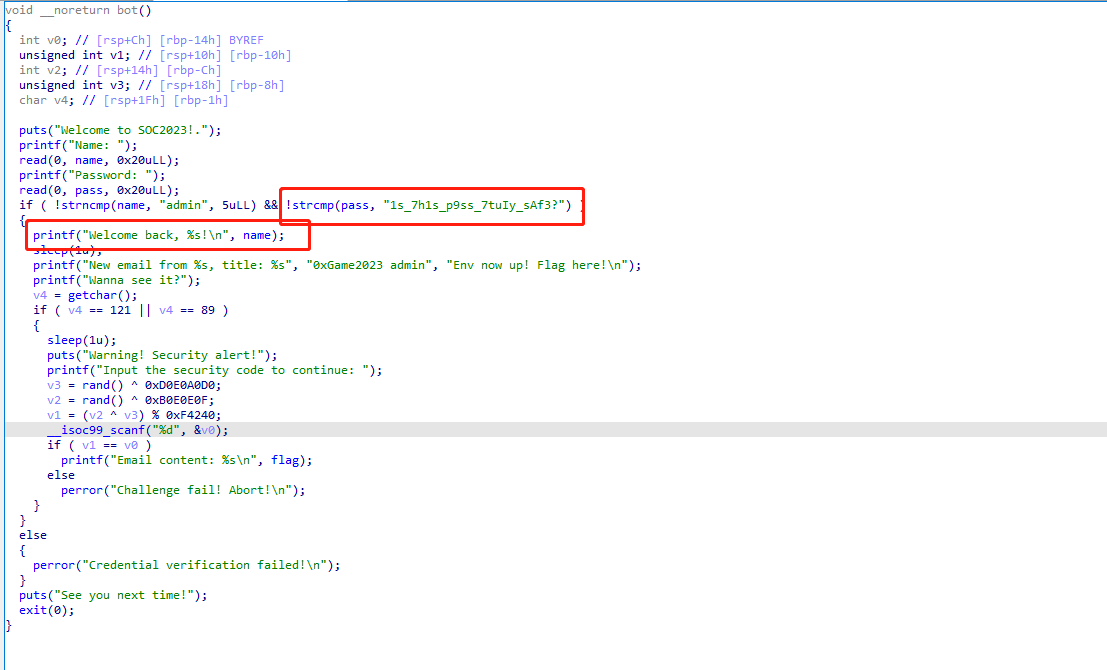 void __noreturn bot()
{
int v0; // [rsp+Ch] [rbp-14h] BYREF
unsigned int v1; // [rsp+10h] [rbp-10h]
int v2; // [rsp+14h] [rbp-Ch]
unsigned int v3; // [rsp+18h] [rbp-8h]
char v4; // [rsp+1Fh] [rbp-1h]
puts("Welcome to SOC2023!.");
printf("Name: ");
read(0, name, 0x20uLL);
printf("Password: ");
read(0, pass, 0x20uLL);
if ( !strncmp(name, "admin", 5uLL) && !strcmp(pass, "1s_7h1s_p9ss_7tuIy_sAf3?") )
{
printf("Welcome back, %s!\n", name);
sleep(1u);
printf("New email from %s, title: %s", "0xGame2023 admin", "Env now up! Flag here!\n");
printf("Wanna see it?");
v4 = getchar();
if ( v4 == 121 || v4 == 89 )
{
sleep(1u);
puts("Warning! Security alert!");
printf("Input the security code to continue: ");
v3 = rand() ^ 0xD0E0A0D0;
v2 = rand() ^ 0xB0E0E0F;
v1 = (v2 ^ v3) % 0xF4240;
__isoc99_scanf("%d", &v0);
if ( v1 == v0 )
printf("Email content: %s\n", flag);
else
perror("Challenge fail! Abort!\n");
}
}
else
{
perror("Credential verification failed!\n");
}
puts("See you next time!");
exit(0);
}